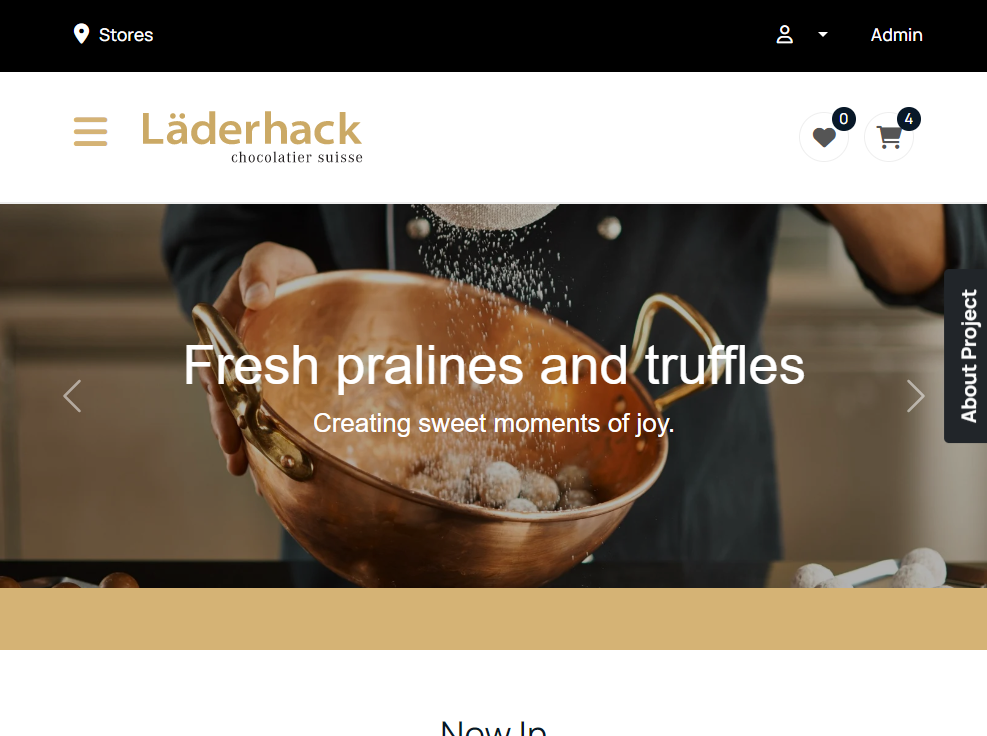 Stores
Admin
Läderhack
chocolatier suisse
0
4
Fresh pralines and truffles
Creating sweet moments of joy.
About Project
New In